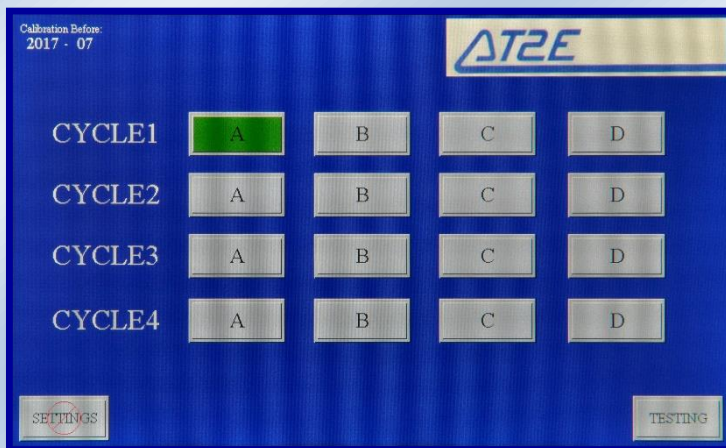 Calibration Before:
2017 - 07
AT2E
CYCLE1 A B C D
CYCLE2 A B C D
CYCLE3 A B C D
CYCLE4 A B C D
SETTINGS TESTING